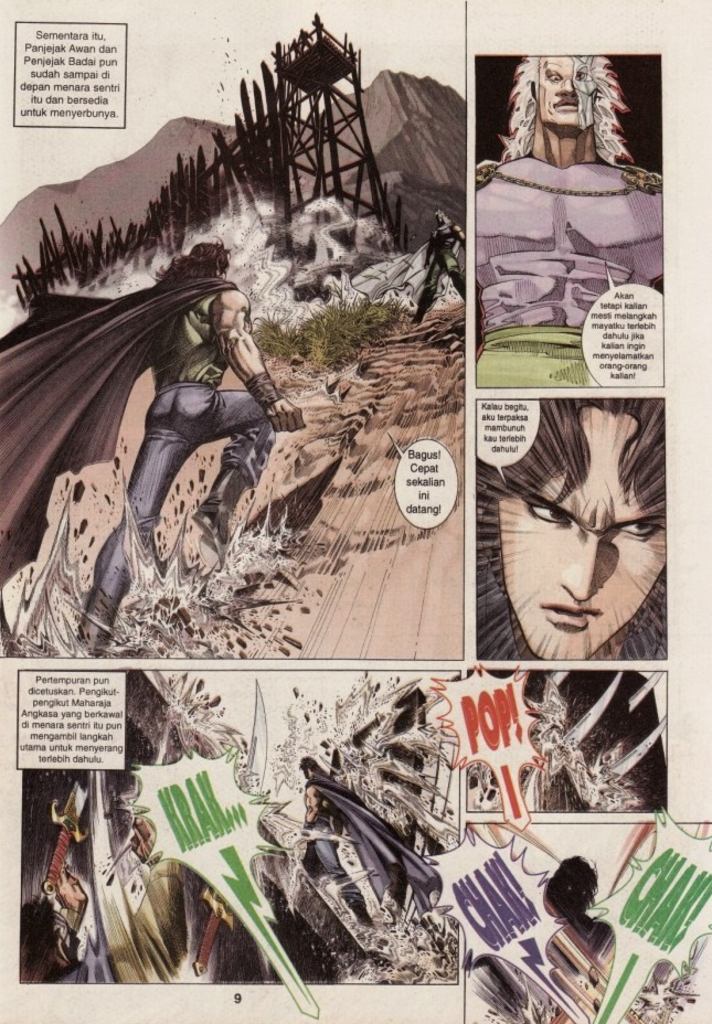 Sementara itu,
Panjejak Awan dan
Penjejak Badai pun
sudah sampai di
depan menara sentri
itu dan bersedia
untuk menyerbunya.
Bagus!
Cepat
sekalian
ini
datang!
Akan
tetapi kalian
mesti melangkah
mayatku terlebih
dahulu jika
kalian ingin
menyelamatkan
orang-orang
kalian!
Kalau begitu,
aku terpaksa
mambunuh
kau terlebih
dahulu!
Pertempuran pun
dicetuskan. Pengikut-
pengikut Maharaja
Angkasa yang berkawal
di menara sentri itu pun
mengambil langkah
utama untuk menyerang
terlebih dahulu.
KRAK...
POP!
CHAK!
CHAK!
9